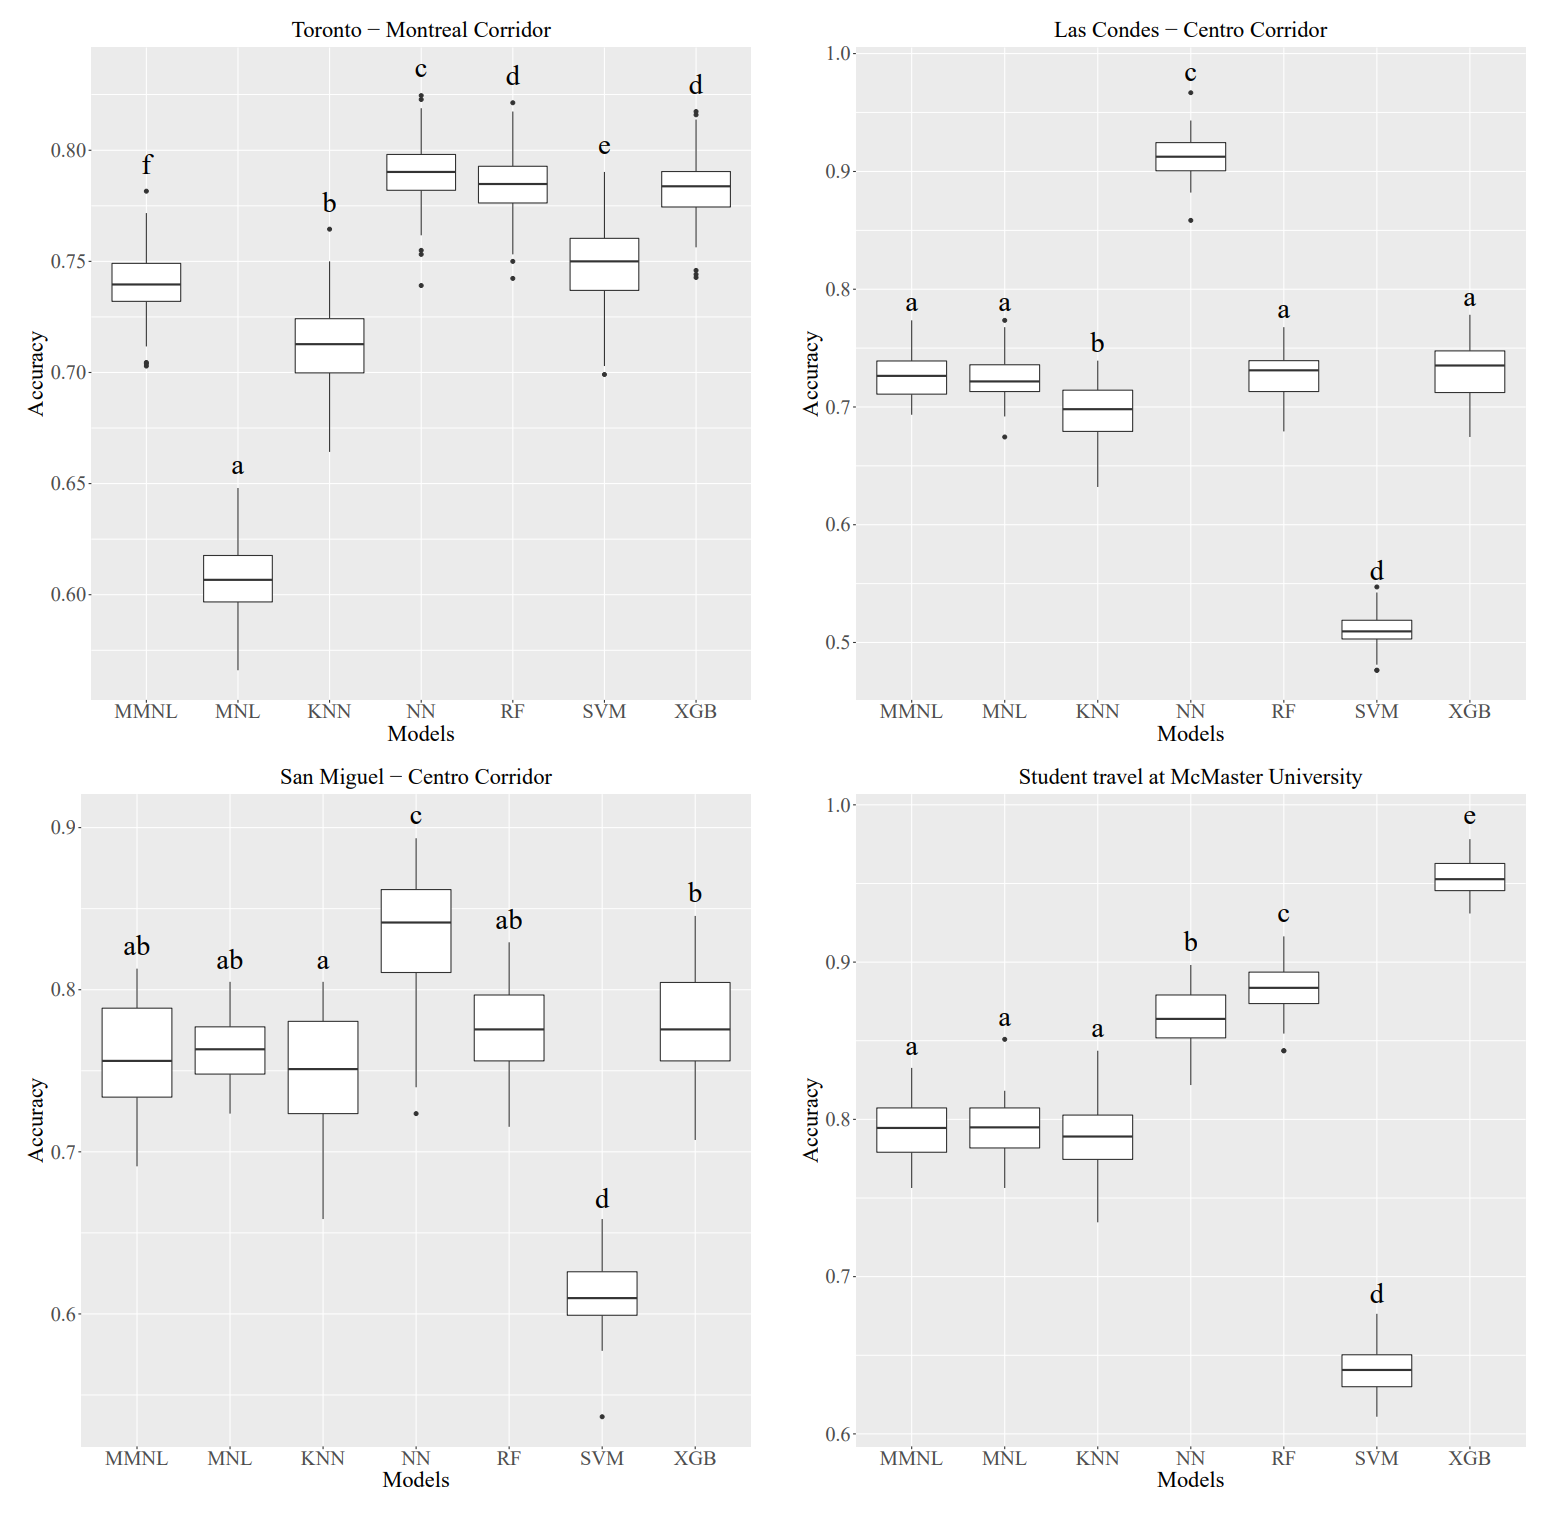 Toronto − Montreal Corridor
Accuracy
0.80
0.75
0.70
0.65
0.60
f
a
b
c
d
e
d
MMNL MNL KNN NN RF SVM XGB
Models
Las Condes − Centro Corridor
Accuracy
1.0
0.9
0.8
0.7
0.6
0.5
a
a
b
c
a
d
a
MMNL MNL KNN NN RF SVM XGB
Models
San Miguel − Centro Corridor
Accuracy
0.9
0.8
0.7
0.6
ab
ab
a
c
ab
d
b
MMNL MNL KNN NN RF SVM XGB
Models
Student travel at McMaster University
Accuracy
1.0
0.9
0.8
0.7
0.6
a
a
a
b
c
d
e
MMNL MNL KNN NN RF SVM XGB
Models